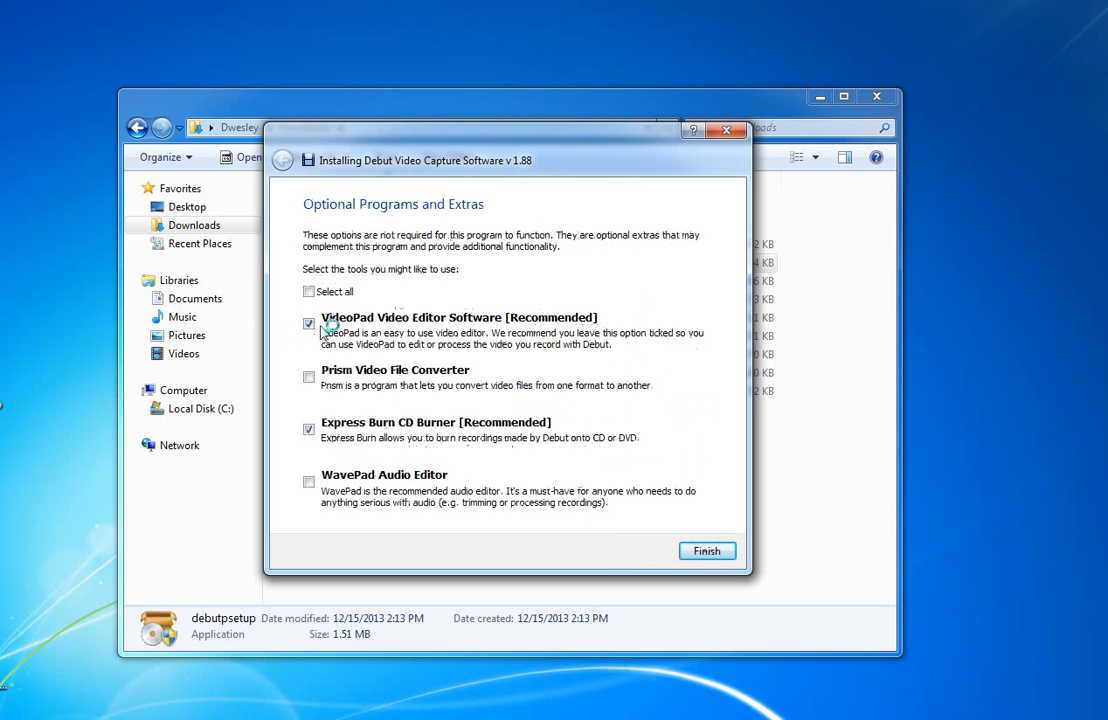 Dwesley
oads
Organize
Open
Installing Debut Video Capture Software v 1.88
Optional Programs and Extras
These options are not required for this program to function. They are optional extras that may
complement this program and provide additional functionality.
Select the tools you might like to use:
Select all
VideoPad Video Editor Software [Recommended]
VideoPad is an easy to use video editor. We recommend you leave this option ticked so you
can use VideoPad to edit or process the video you record with Debut.
Prism Video File Converter
Prism is a program that lets you convert video files from one format to another.
Express Burn CD Burner [Recommended]
Express Burn allows you to burn recordings made by Debut onto CD or DVD.
WavePad Audio Editor
WavePad is the recommended audio editor. It's a must-have for anyone who needs to do
anything serious with audio (e.g. trimming or processing recordings).
Finish
Favorites
Desktop
Downloads
Recent Places
Libraries
Documents
Music
Pictures
Videos
Computer
Local Disk (C:)
Network
2 KB
4 KB
6 KB
1 KB
1 KB
0 KB
0 KB
2 KB
debutpsetup Date modified: 12/15/2013 2:13 PM Date created: 12/15/2013 2:13 PM
Application Size: 1.51 MB